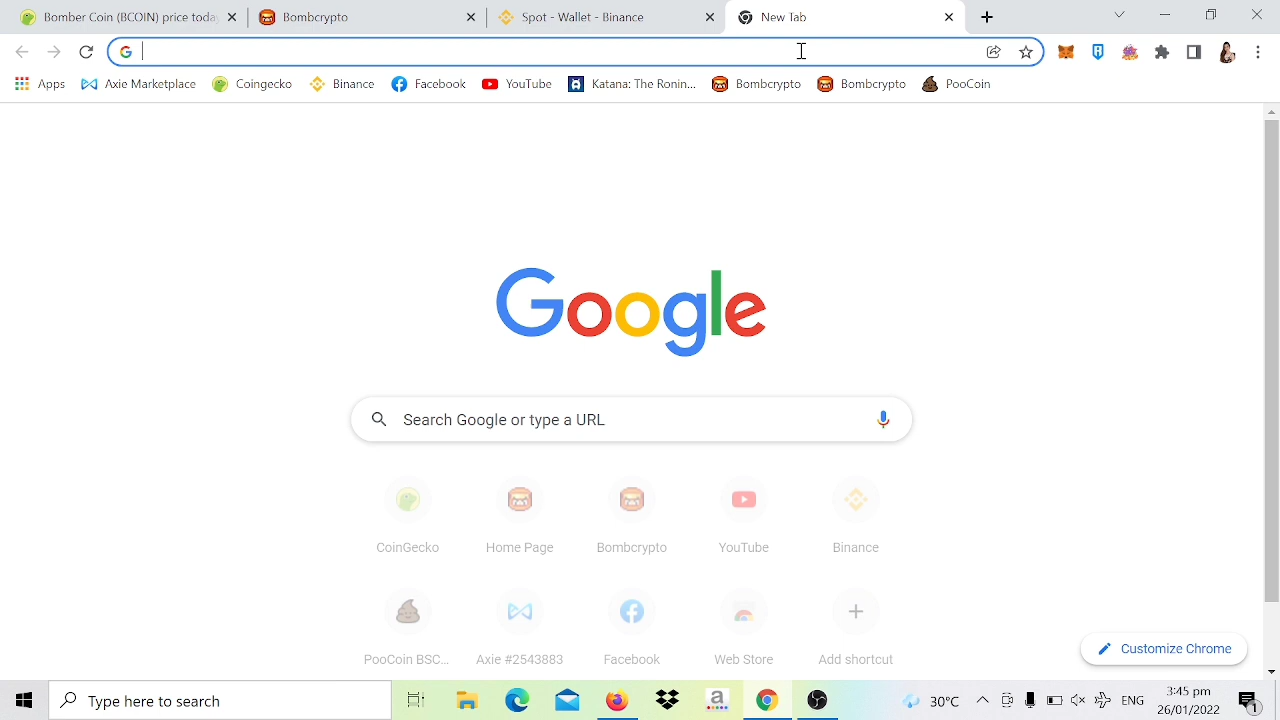 mber Coin (BCOIN) price today
Bombcrypto
Spot - Wallet - Binance
New Tab
Apps
Axie Marketplace
Coingecko
Binance
Facebook
YouTube
Katana: The Ronin...
Bombcrypto
Bombcrypto
PooCoin
Google
Search Google or type a URL
CoinGecko
Home Page
Bombcrypto
YouTube
Binance
PooCoin BSC...
Axie #2543883
Facebook
Web Store
Add shortcut
Customize Chrome
Type here to search
30°C
ENG
3:45 pm
26/01/2022